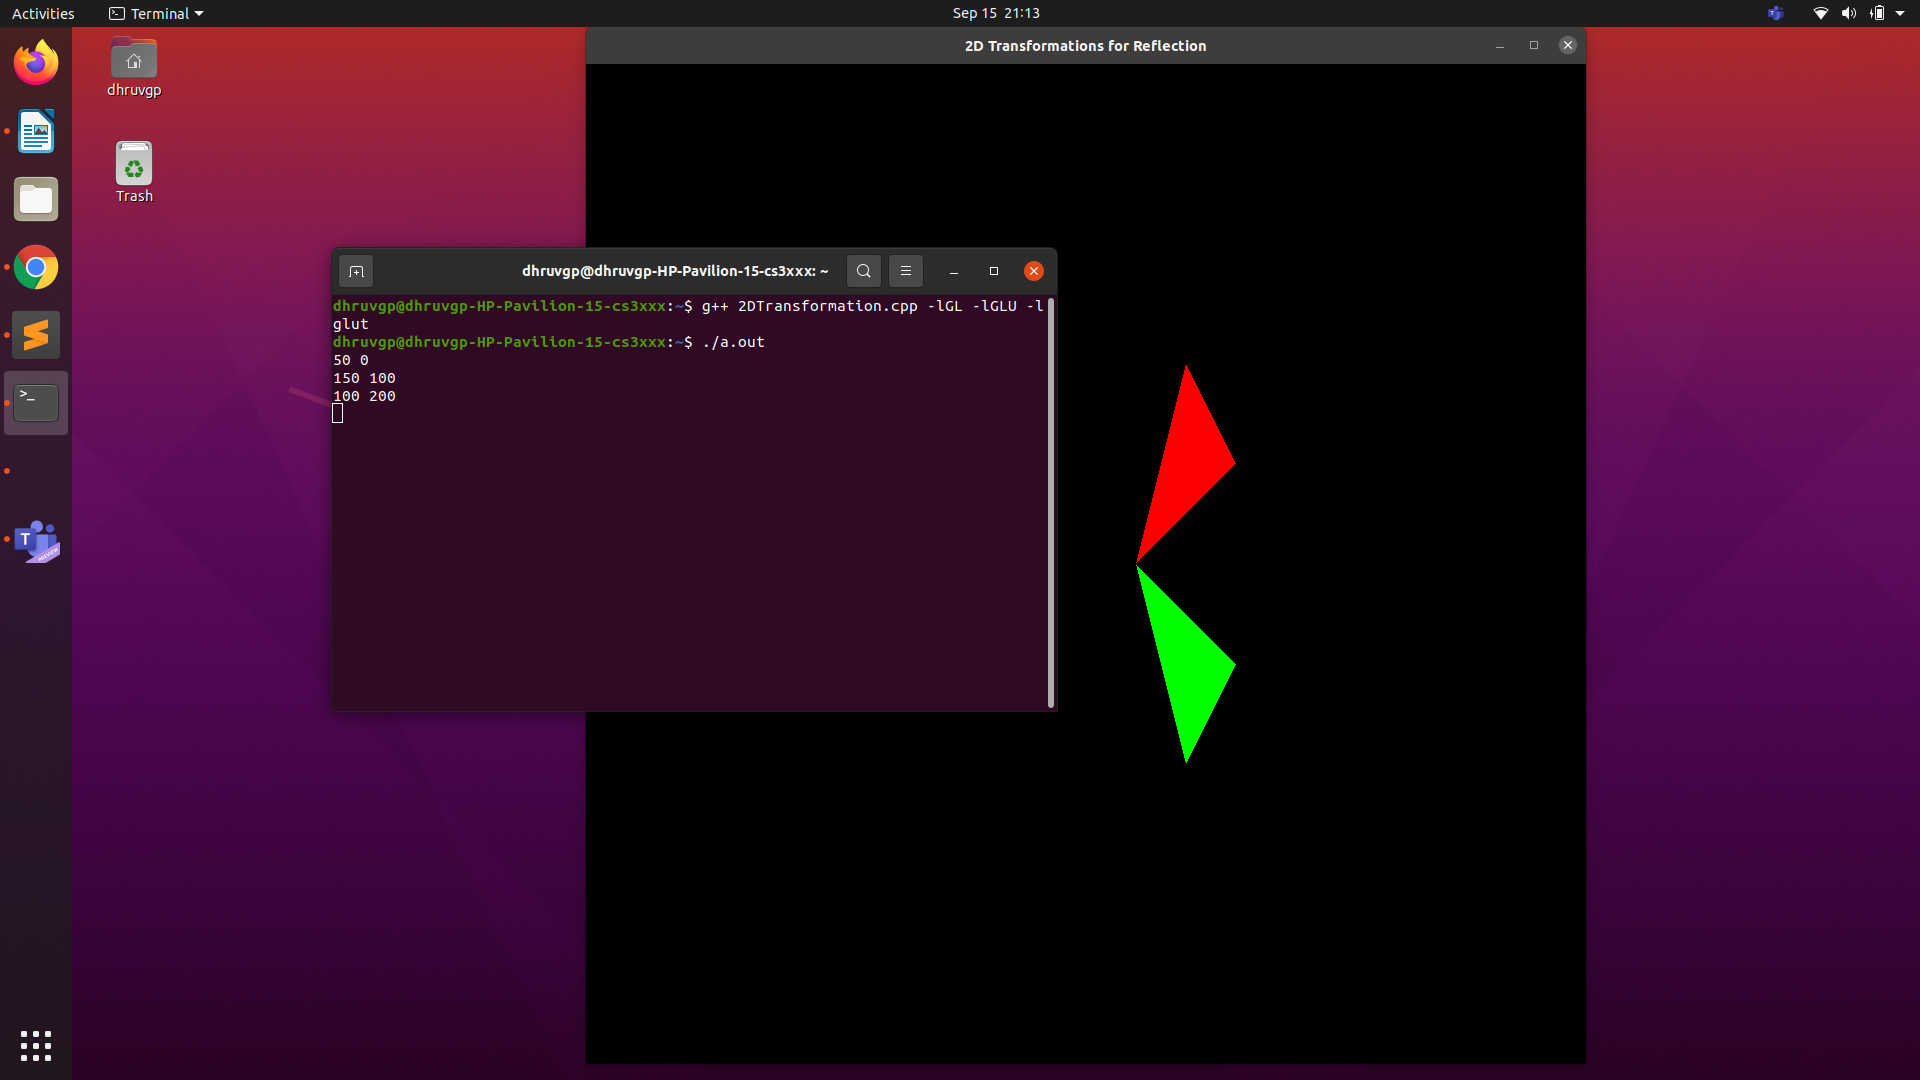 Activities
Terminal
Sep 15 21:13
dhruvgp
Trash
2D Transformations for Reflection
dhruvgp@dhruvgp-HP-Pavilion-15-cs3xxx: ~
dhruvgp@dhruvgp-HP-Pavilion-15-cs3xxx:~$ g++ 2DTransformation.cpp -lGL -lGLU -l
glut
dhruvgp@dhruvgp-HP-Pavilion-15-cs3xxx:~$ ./a.out
50 0
150 100
100 200
T
PREVIEW